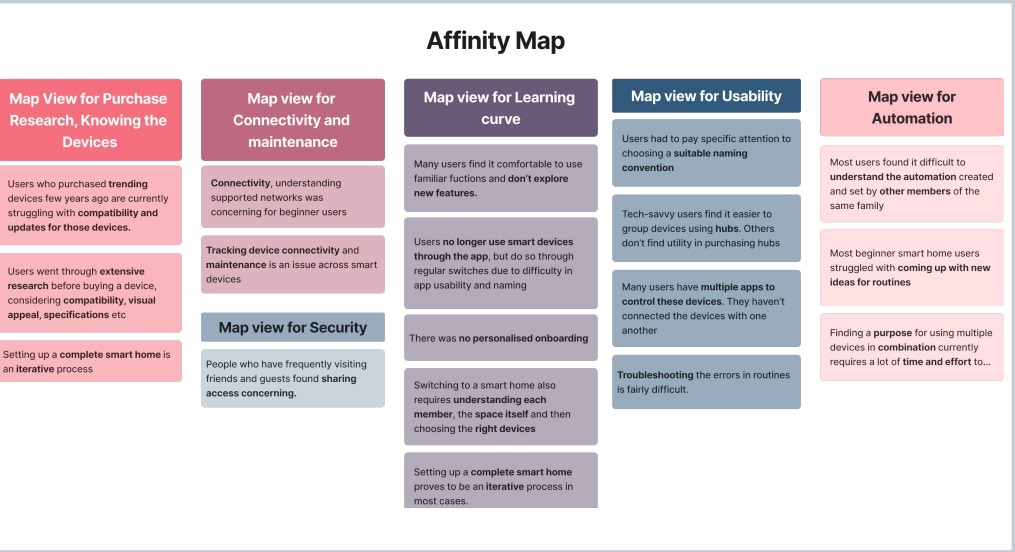 Affinity Map
Map View for Purchase
Research, Knowing the
Devices
Users who purchased trending
devices few years ago are currently
struggling with compatibility and
updates for those devices.
Users went through extensive
research before buying a device,
considering compatibility, visual
appeal, specifications etc
Setting up a complete smart home is
an iterative process
Map view for
Connectivity and
maintenance
Connectivity, understanding
supported networks was
concerning for beginner users
Tracking device connectivity and
maintenance is an issue across smart
devices
Map view for Security
People who have frequently visiting
friends and guests found sharing
access concerning.
Map view for Learning
curve
Many users find it comfortable to use
familiar fuctions and don't explore
new features.
Users no longer use smart devices
through the app, but do so through
regular switches due to difficulty in
app usability and naming
There was no personalised onboarding
Switching to a smart home also
requires understanding each
member, the space itself and then
choosing the right devices
Setting up a complete smart home
proves to be an iterative process in
most cases.
Map view for Usability
Users had to pay specific attention to
choosing a suitable naming
convention
Tech-savvy users find it easier to
group devices using hubs. Others
don't find utility in purchasing hubs
Many users have multiple apps to
control these devices. They haven't
connected the devices with one
another
Troubleshooting the errors in routines
is fairly difficult.
Map view for
Automation
Most users found it difficult to
understand the automation created
and set by other members of the
same family
Most beginner smart home users
struggled with coming up with new
ideas for routines
Finding a purpose for using multiple
devices in combination currently
requires a lot of time and effort to...